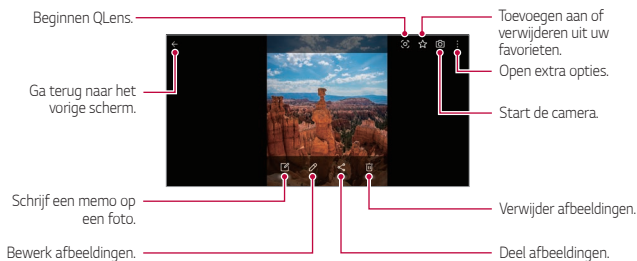 Beginnen QLens.
Toevoegen aan of
verwijderen uit uw
favorieten.
Open extra opties.
Ga terug naar het
vorige scherm.
Start de camera.
Schrijf een memo op
een foto.
Verwijder afbeeldingen.
Bewerk afbeeldingen.
Deel afbeeldingen.